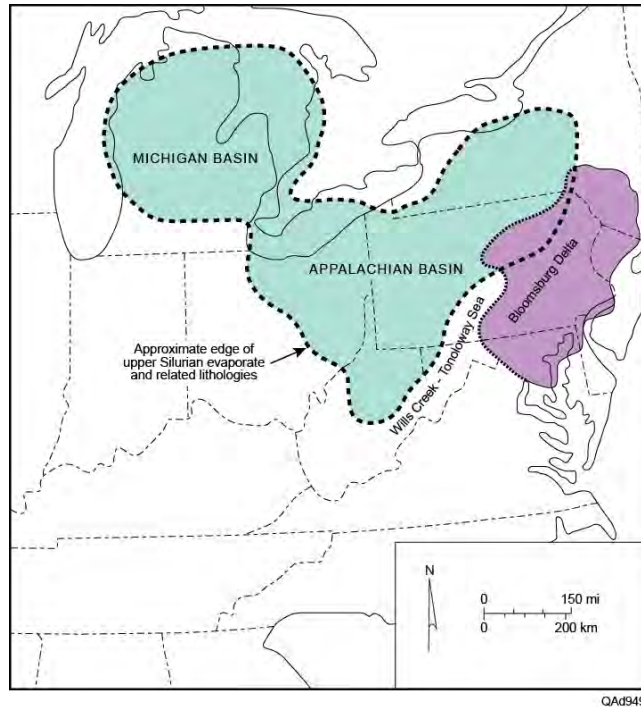 MICHIGAN BASIN
APPALACHIAN BASIN
Bloomsburg Delta
Wills Creek - Tonoloway Sea
Approximate edge of
upper Silurian evaporate
and related lithologies
N
0 150 mi
0 200 km